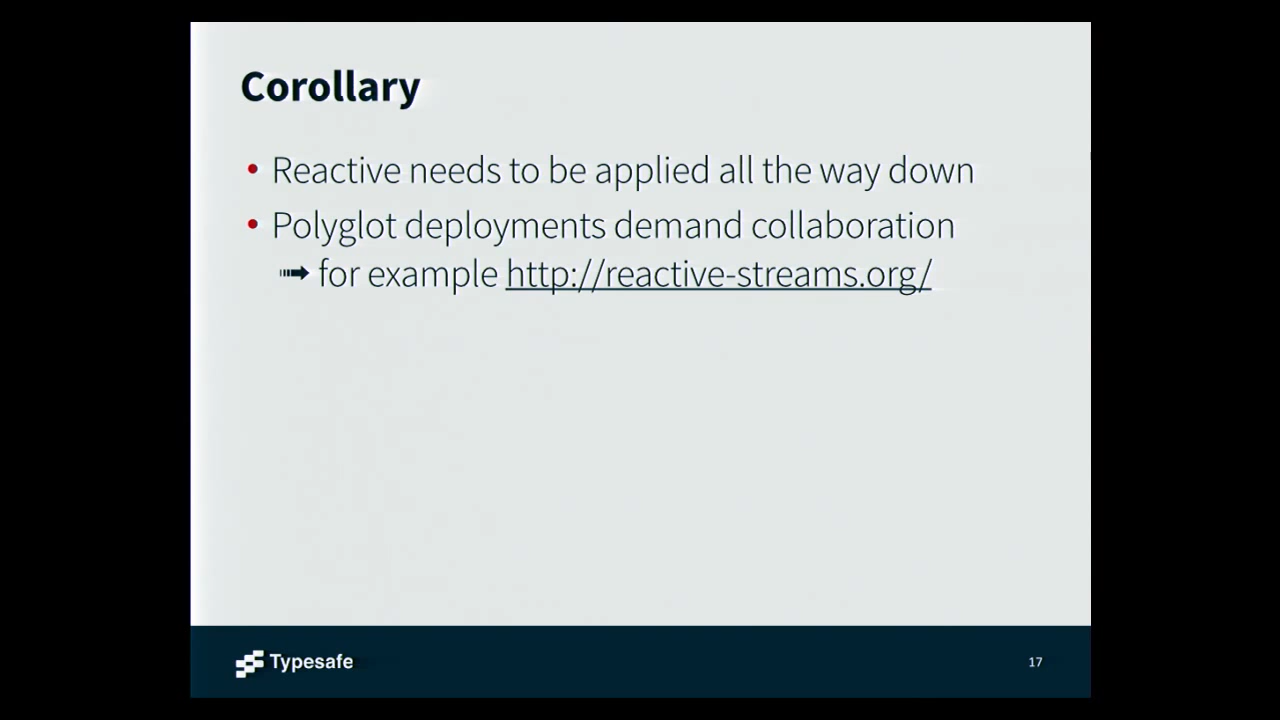 Corollary
• Reactive needs to be applied all the way down
• Polyglot deployments demand collaboration
➟ for example http://reactive-streams.org/
Typesafe
17